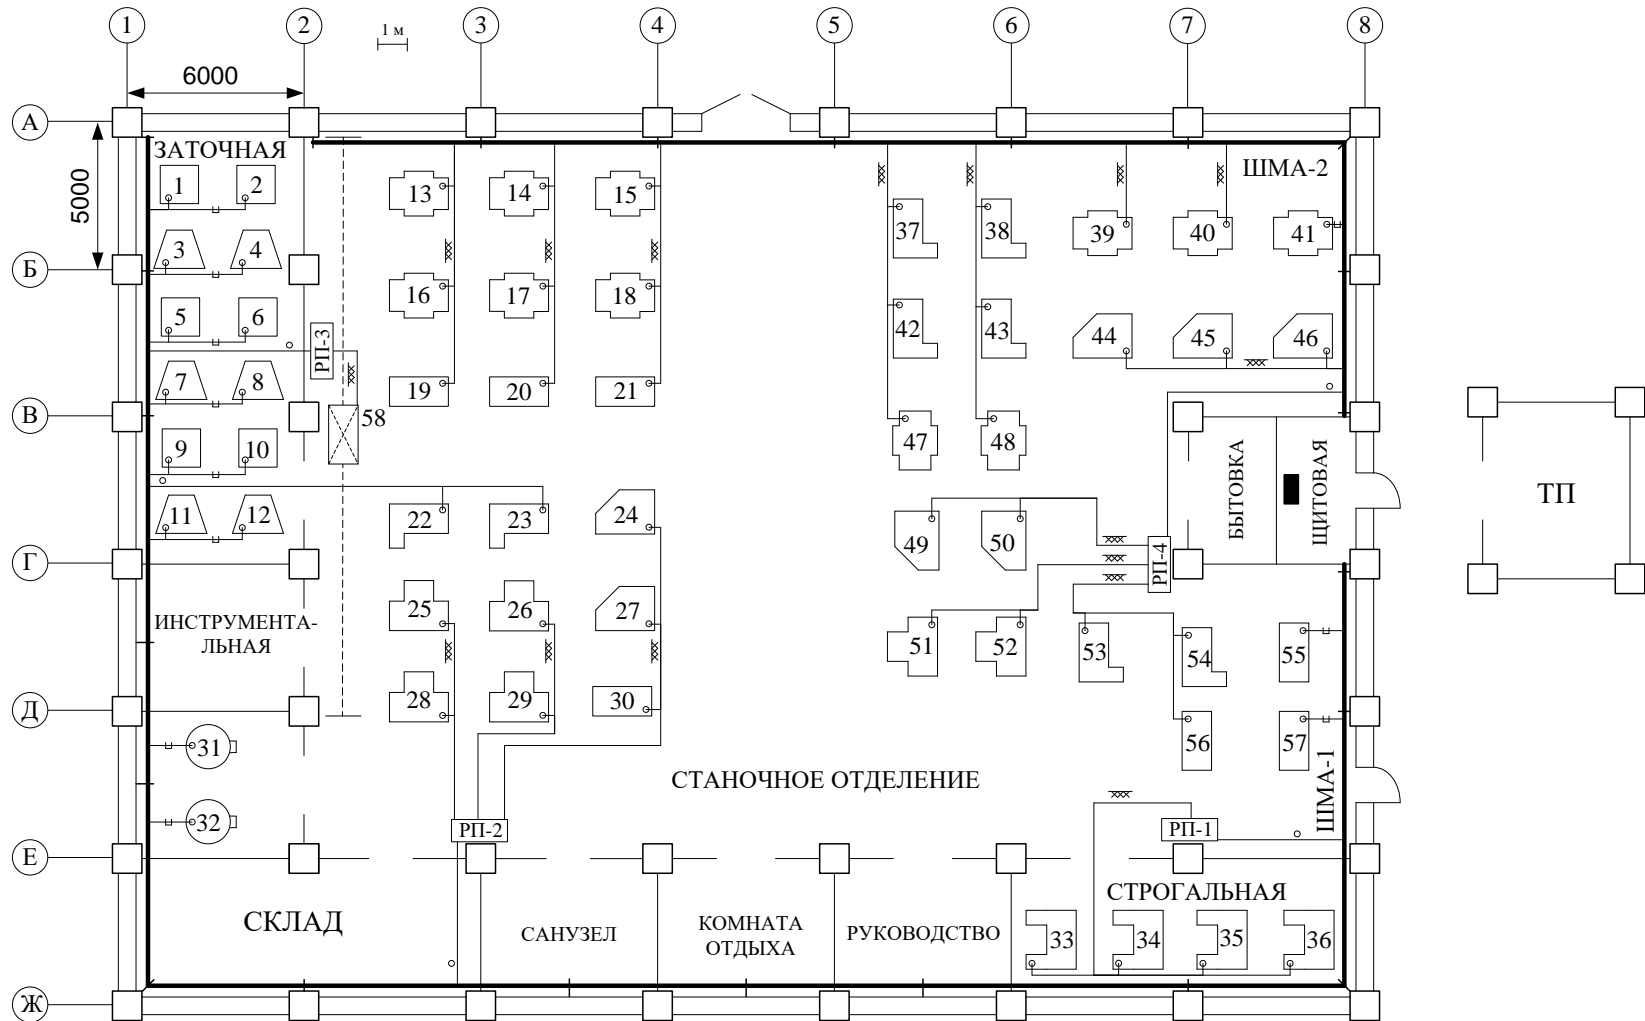 1 2 3 4 5 6 7 8
1 м
6000
А
ЗАТОЧНАЯ
5000
ШМА-2
1 2 13 14 15 37 38 39 40 41
Б
3 4
16 17 18 42 43 44 45 46
5 6
РП-3
7 8 19 20 21
В
58
47 48
9 10
БЫТОВКА
ЩИТОВАЯ
ТП
11 12 22 23 24 49 50
Г
РП-4
25 26 27 51 52 53 54 55
ИНСТРУМЕНТА-
ЛЬНАЯ
28 29 30
Д
31 56 57
СТАНОЧНОЕ ОТДЕЛЕНИЕ
ШМА-1
32
РП-2
РП-1
Е
СТРОГАЛЬНАЯ
СКЛАД
САНУЗЕЛ
КОМНАТА
ОТДЫХА
РУКОВОДСТВО
33 34 35 36
Ж